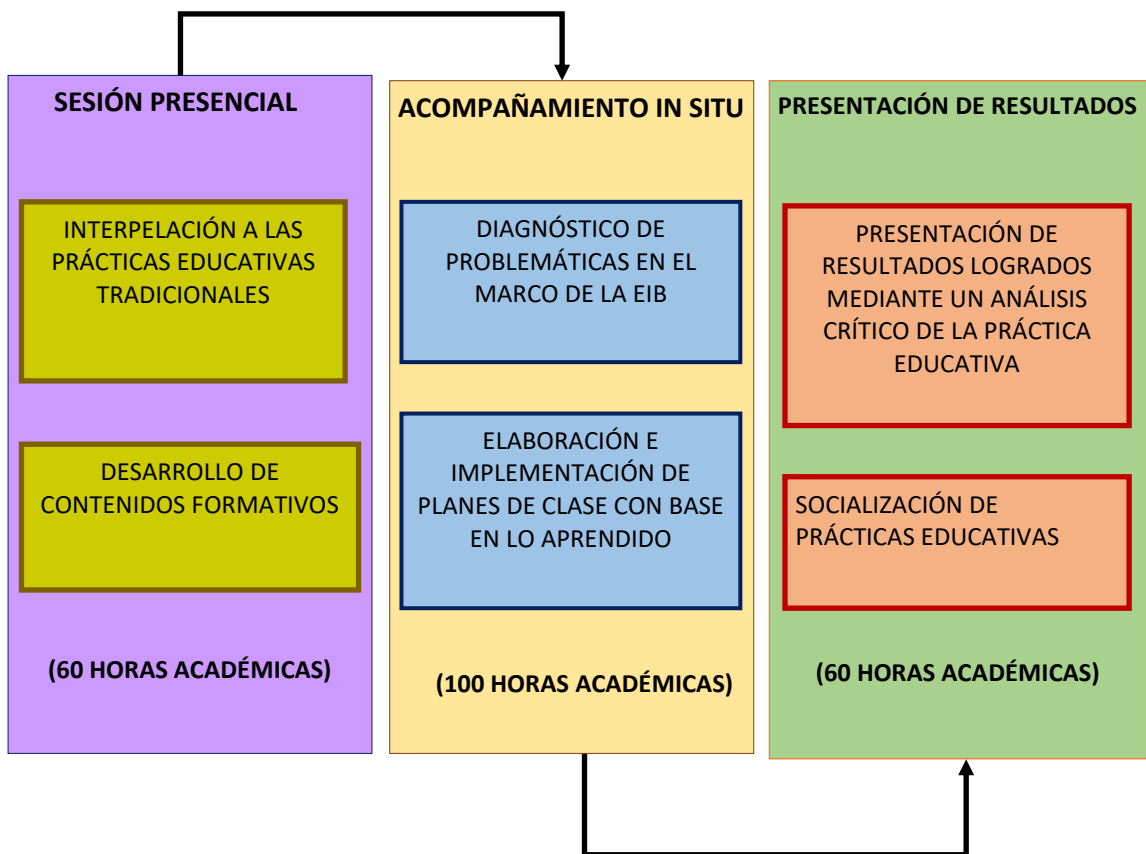 SESIÓN PRESENCIAL
INTERPELACIÓN A LAS
PRÁCTICAS EDUCATIVAS
TRADICIONALES
DESARROLLO DE
CONTENIDOS FORMATIVOS
(60 HORAS ACADÉMICAS)
ACOMPAÑAMIENTO IN SITU
DIAGNÓSTICO DE
PROBLEMÁTICAS EN EL
MARCO DE LA EIB
ELABORACIÓN E
IMPLEMENTACIÓN DE
PLANES DE CLASE CON BASE
EN LO APRENDIDO
(100 HORAS ACADÉMICAS)
PRESENTACIÓN DE RESULTADOS
PRESENTACIÓN DE
RESULTADOS LOGRADOS
MEDIANTE UN ANÁLISIS
CRÍTICO DE LA PRÁCTICA
EDUCATIVA
SOCIALIZACIÓN DE
PRÁCTICAS EDUCATIVAS
(60 HORAS ACADÉMICAS)